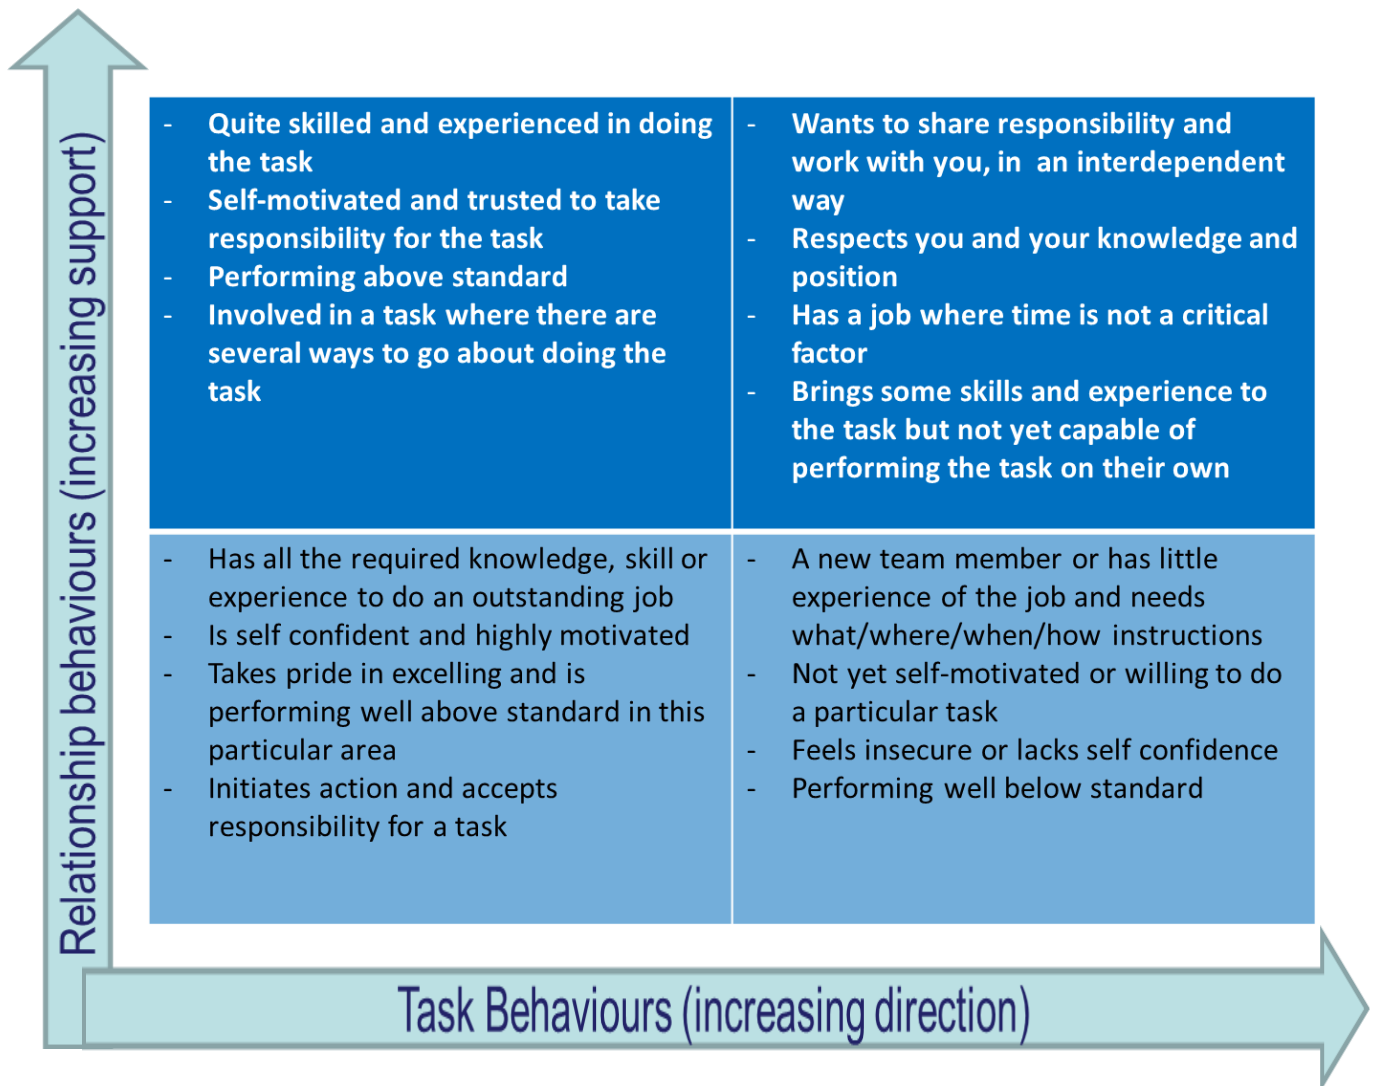 Relationship behaviours (increasing support)
- Quite skilled and experienced in doing
the task
- Self-motivated and trusted to take
responsibility for the task
- Performing above standard
- Involved in a task where there are
several ways to go about doing the
task
- Wants to share responsibility and
work with you, in an interdependent
way
- Respects you and your knowledge and
position
- Has a job where time is not a critical
factor
- Brings some skills and experience to
the task but not yet capable of
performing the task on their own
- Has all the required knowledge, skill or
experience to do an outstanding job
- Is self confident and highly motivated
- Takes pride in excelling and is
performing well above standard in this
particular area
- Initiates action and accepts
responsibility for a task
- A new team member or has little
experience of the job and needs
what/where/when/how instructions
- Not yet self-motivated or willing to do
a particular task
- Feels insecure or lacks self confidence
- Performing well below standard
Task Behaviours (increasing direction)